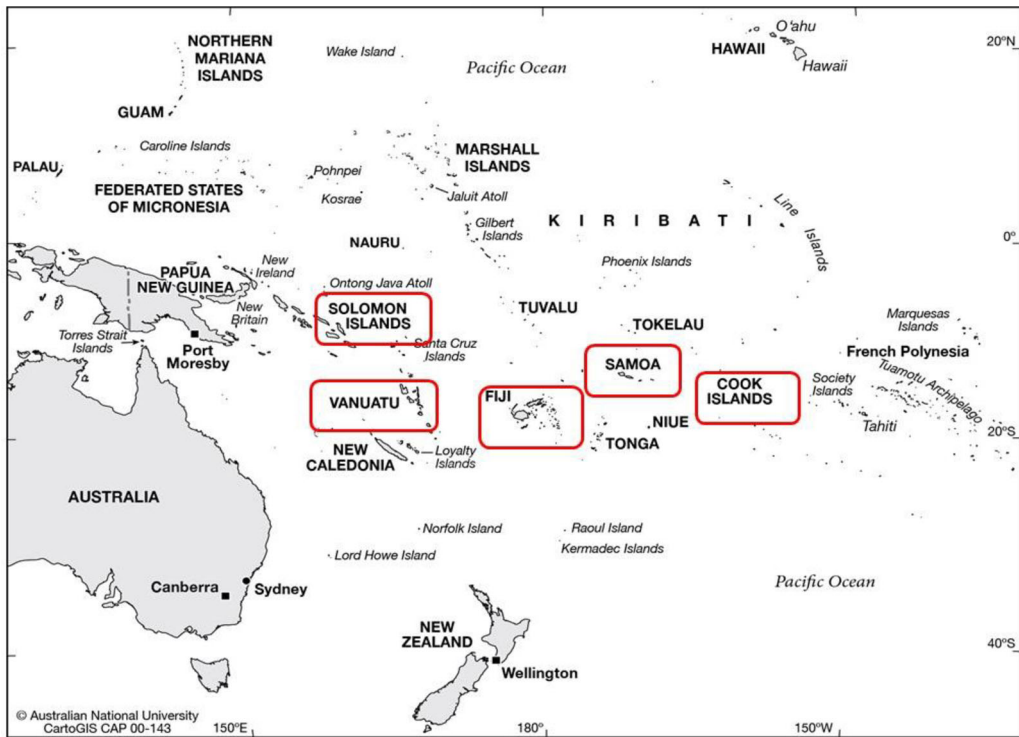 NORTHERN
MARIANA
ISLANDS
Wake Island
Pacific Ocean
HAWAII
O'ahu
Hawaii
20°N
GUAM
Caroline Islands
PALAU
FEDERATED STATES
OF MICRONESIA
Pohnpei
Kosrae
MARSHALL
ISLANDS
Jaluit Atoll
Gilbert
Islands
KIRIBATI
Line
Islands
0°
NAURU
Phoenix Islands
PAPUA
NEW GUINEA
New
Ireland
New
Britain
Ontong Java Atoll
SOLOMON
ISLANDS
Santa Cruz
Islands
TUVALU
TOKELAU
Marquesas
Islands
Torres Strait
Islands
Port
Moresby
SAMOA
COOK
ISLANDS
French Polynesia
Society
Islands
Tuamotu Archipelago
Tahiti
VANUATU
FIJI
NIUE
TONGA
20°S
NEW
CALEDONIA
Loyalty
Islands
AUSTRALIA
Norfolk Island
Raoul Island
Kermadec Islands
Lord Howe Island
Pacific Ocean
Canberra
Sydney
NEW
ZEALAND
Wellington
40°S
© Australian National University
CartoGIS CAP 00-143
150°E
180°
150°W